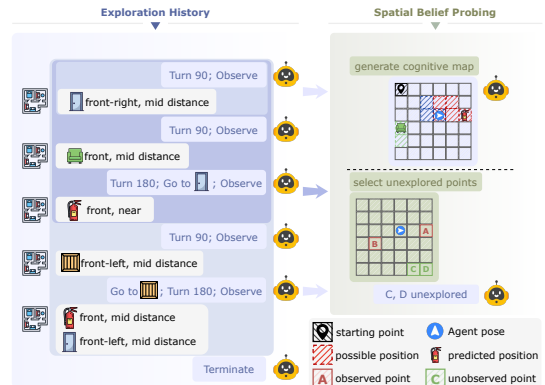 Exploration History
Spatial Belief Probing
Turn 90; Observe
front-right, mid distance
Turn 90; Observe
front, mid distance
Turn 180; Go to ; Observe
front, near
Turn 90; Observe
front-left, mid distance
Go to ; Turn 180; Observe
front, mid distance
front-left, mid distance
Terminate
generate cognitive map
select unexplored points
A
B
C D
C, D unexplored
starting point
Agent pose
possible position
predicted position
A observed point
C unobserved point